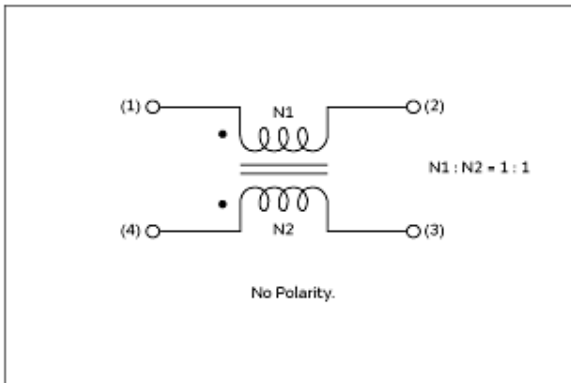 (1)
N1
(2)
N1 : N2 = 1 : 1
(4)
N2
(3)
No Polarity.